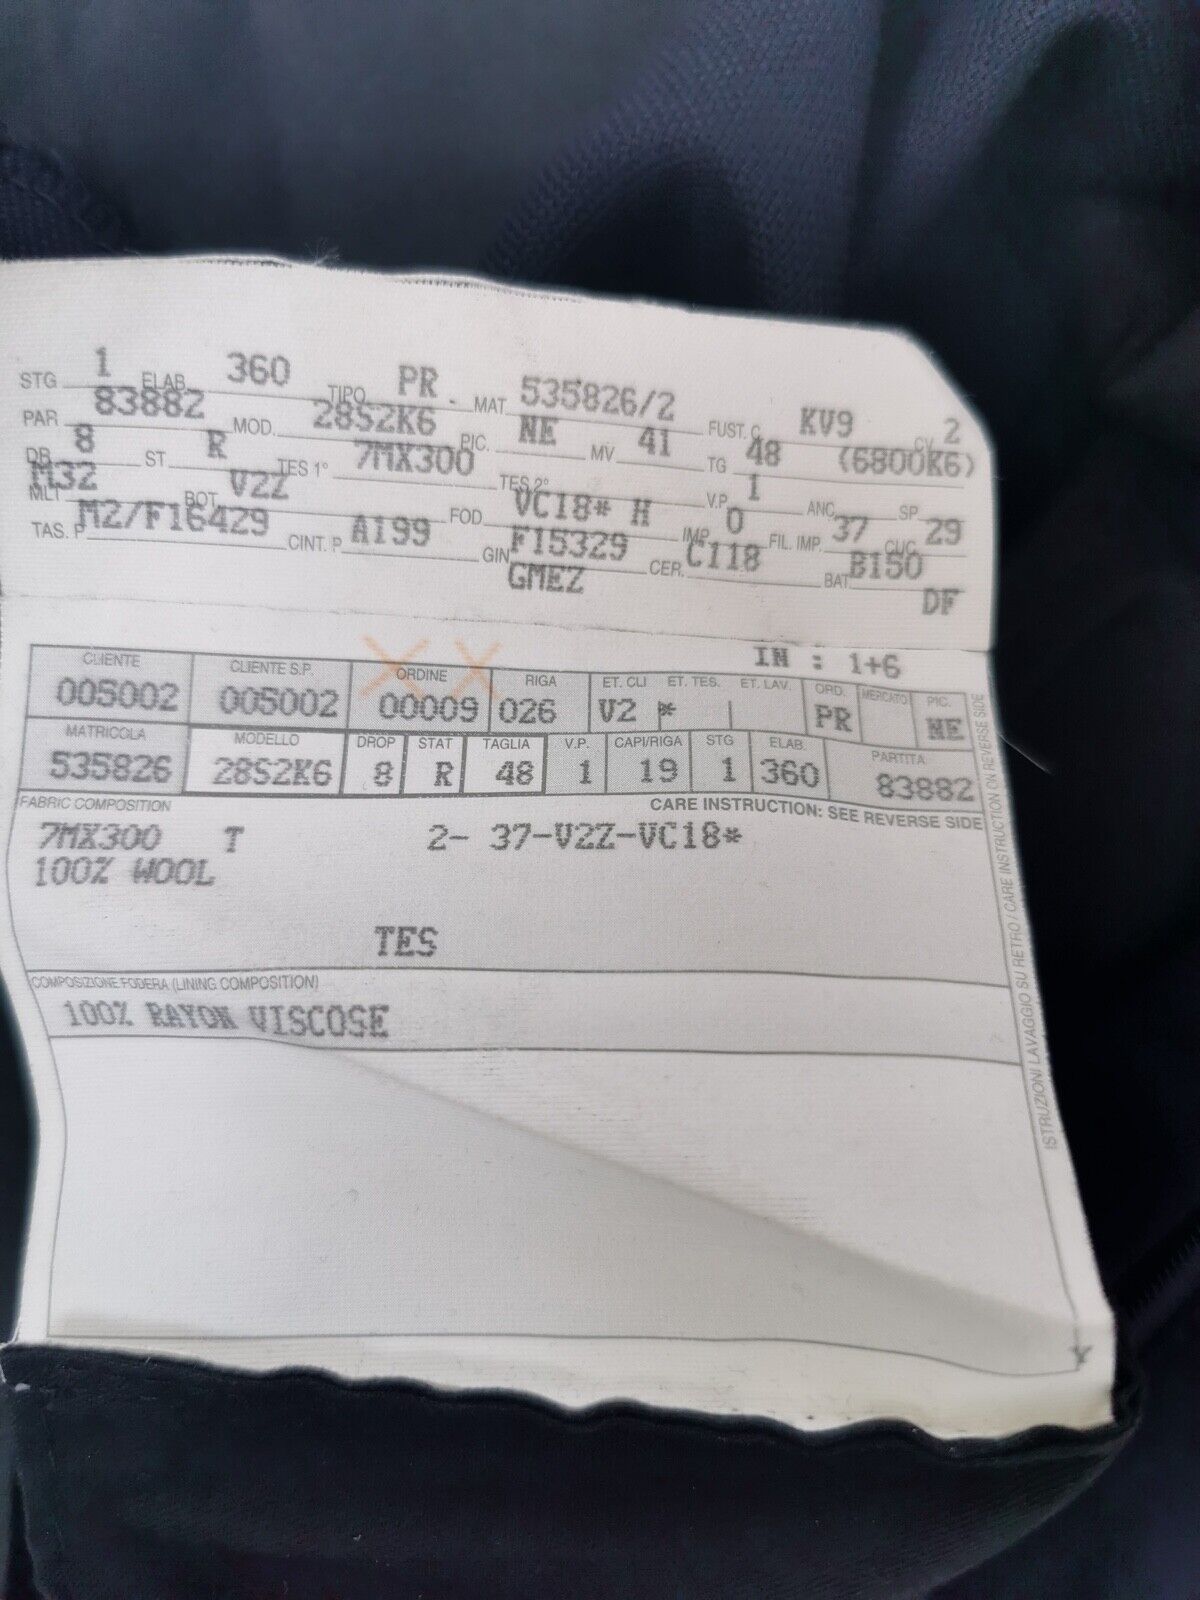 STG 1 ELAB. 360 TIPO PR. MAT 535826/2 FUST.C. KV9 CV 2
PAR 83882 MOD. 28S2K6 PIC. NE MV 41 TG 48 (6800K6)
DR 8 ST. R TES 1° 7MX300 TES 2° V.P. 1 ANC. SP.
MLT M32 BOT. V2Z FOD VC18* H IMP. 0 FIL. IMP. 37 CUC 29
TAS. P M2/F16429 CINT. P A199 GIN F15329 CER. C118 BAT B150
GMEZ DF
IN : 1+6
CLIENTE CLIENTE S.P. ORDINE RIGA ET. CLI ET. TES. ET. LAV. ORD. MERCATO PIC.
005002 005002 00009 026 V2 * PR NE
MATRICOLA MODELLO DROP STAT TAGLIA V.P. CAPI/RIGA STG ELAB. PARTITA
535826 28S2K6 8 R 48 1 19 1 360 83882
FABRIC COMPOSITION CARE INSTRUCTION: SEE REVERSE SIDE
7MX300 T 2- 37-V2Z-VC18*
100% WOOL
TES
COMPOSIZIONE FODERA (LINING COMPOSITION)
100% RAYON VISCOSE
ISTRUZIONI LAVAGGIO SU RETRO / CARE INSTRUCTION ON REVERSE SIDE